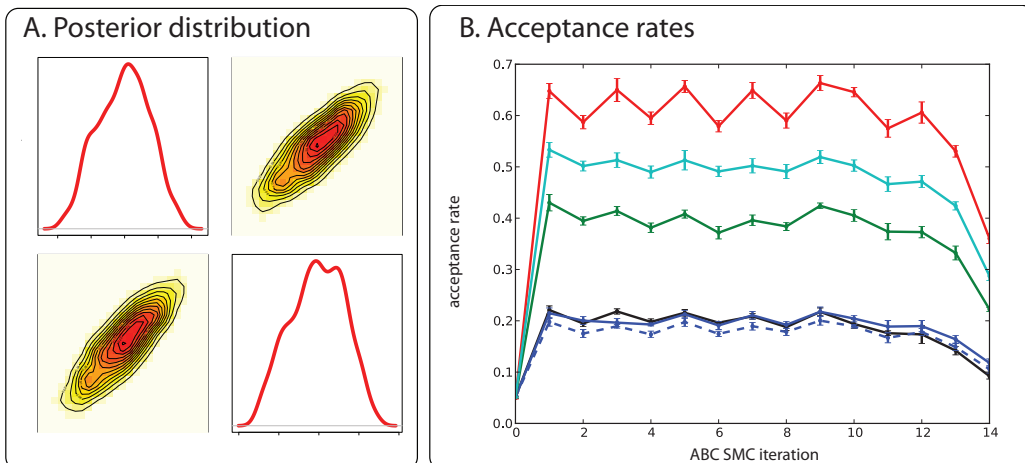 A. Posterior distribution
B. Acceptance rates
0.7
0.6
0.5
0.4
0.3
0.2
0.1
0.0
acceptance rate
0 2 4 6 8 10 12 14
ABC SMC iteration